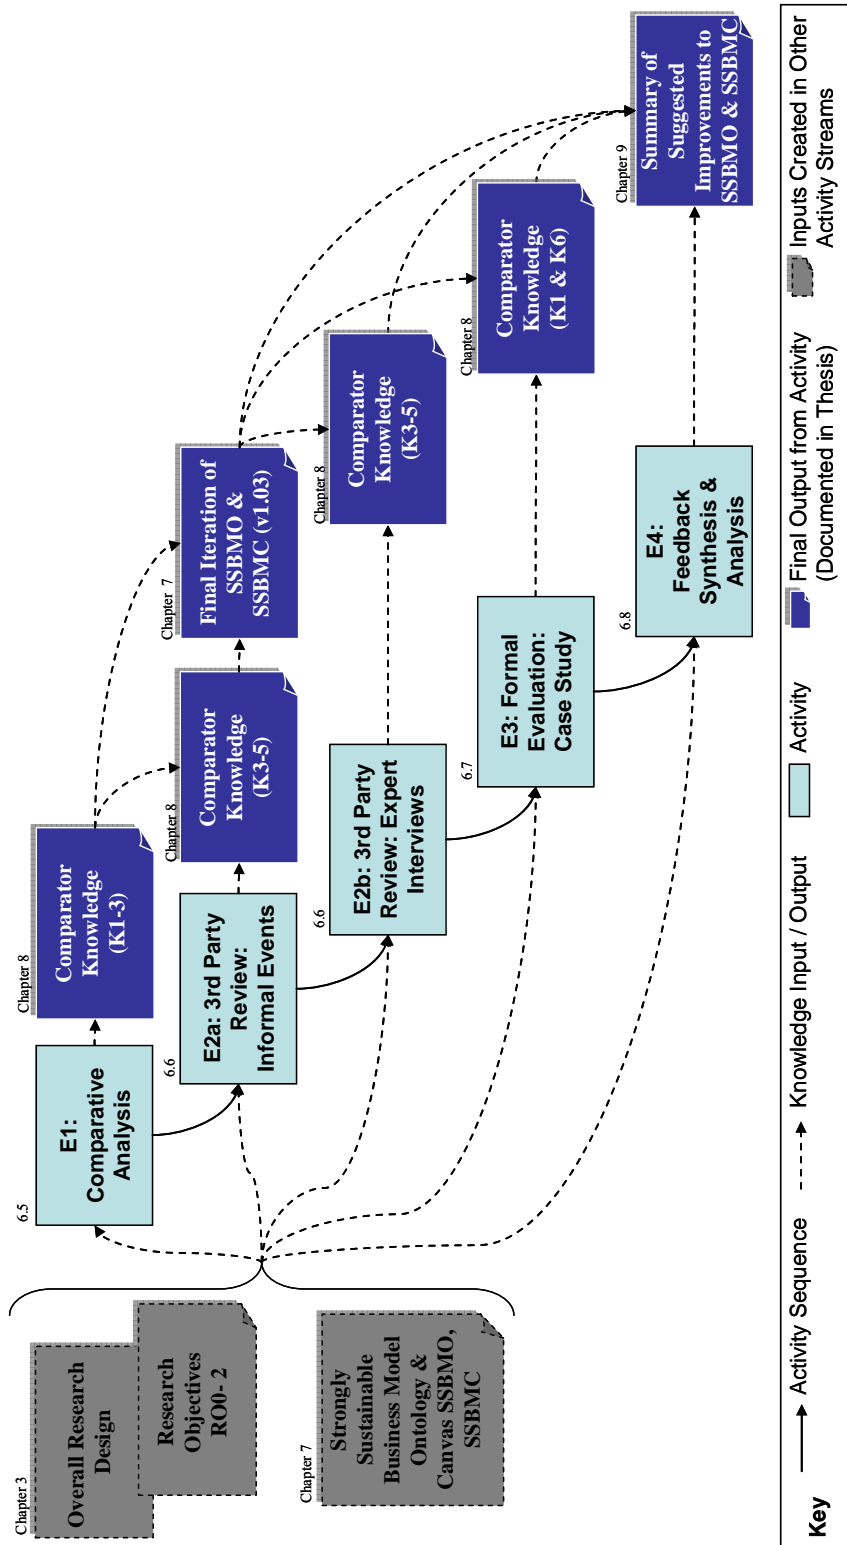 Chapter 3
Overall Research
Design
Research
Objectives
RO0- 2
Chapter 7
Strongly
Sustainable
Business Model
Ontology &
Canvas SSBMO,
SSBMC
6.5
E1:
Comparative
Analysis
Chapter 8
Comparator
Knowledge
(K1-3)
6.6
E2a: 3rd Party
Review:
Informal Events
Chapter 8
Comparator
Knowledge
(K3-5)
Chapter 7
Final Iteration of
SSBMO &
SSBMC (v1.03)
6.6
E2b: 3rd Party
Review: Expert
Interviews
Chapter 8
Comparator
Knowledge
(K3-5)
6.7
E3: Formal
Evaluation:
Case Study
Chapter 8
Comparator
Knowledge
(K1 & K6)
6.8
E4:
Feedback
Synthesis &
Analysis
Chapter 9
Summary of
Suggested
Improvements to
SSBMO & SSBMC
Key
Activity Sequence
Knowledge Input / Output
Activity
Final Output from Activity
(Documented in Thesis)
Inputs Created in Other
Activity Streams